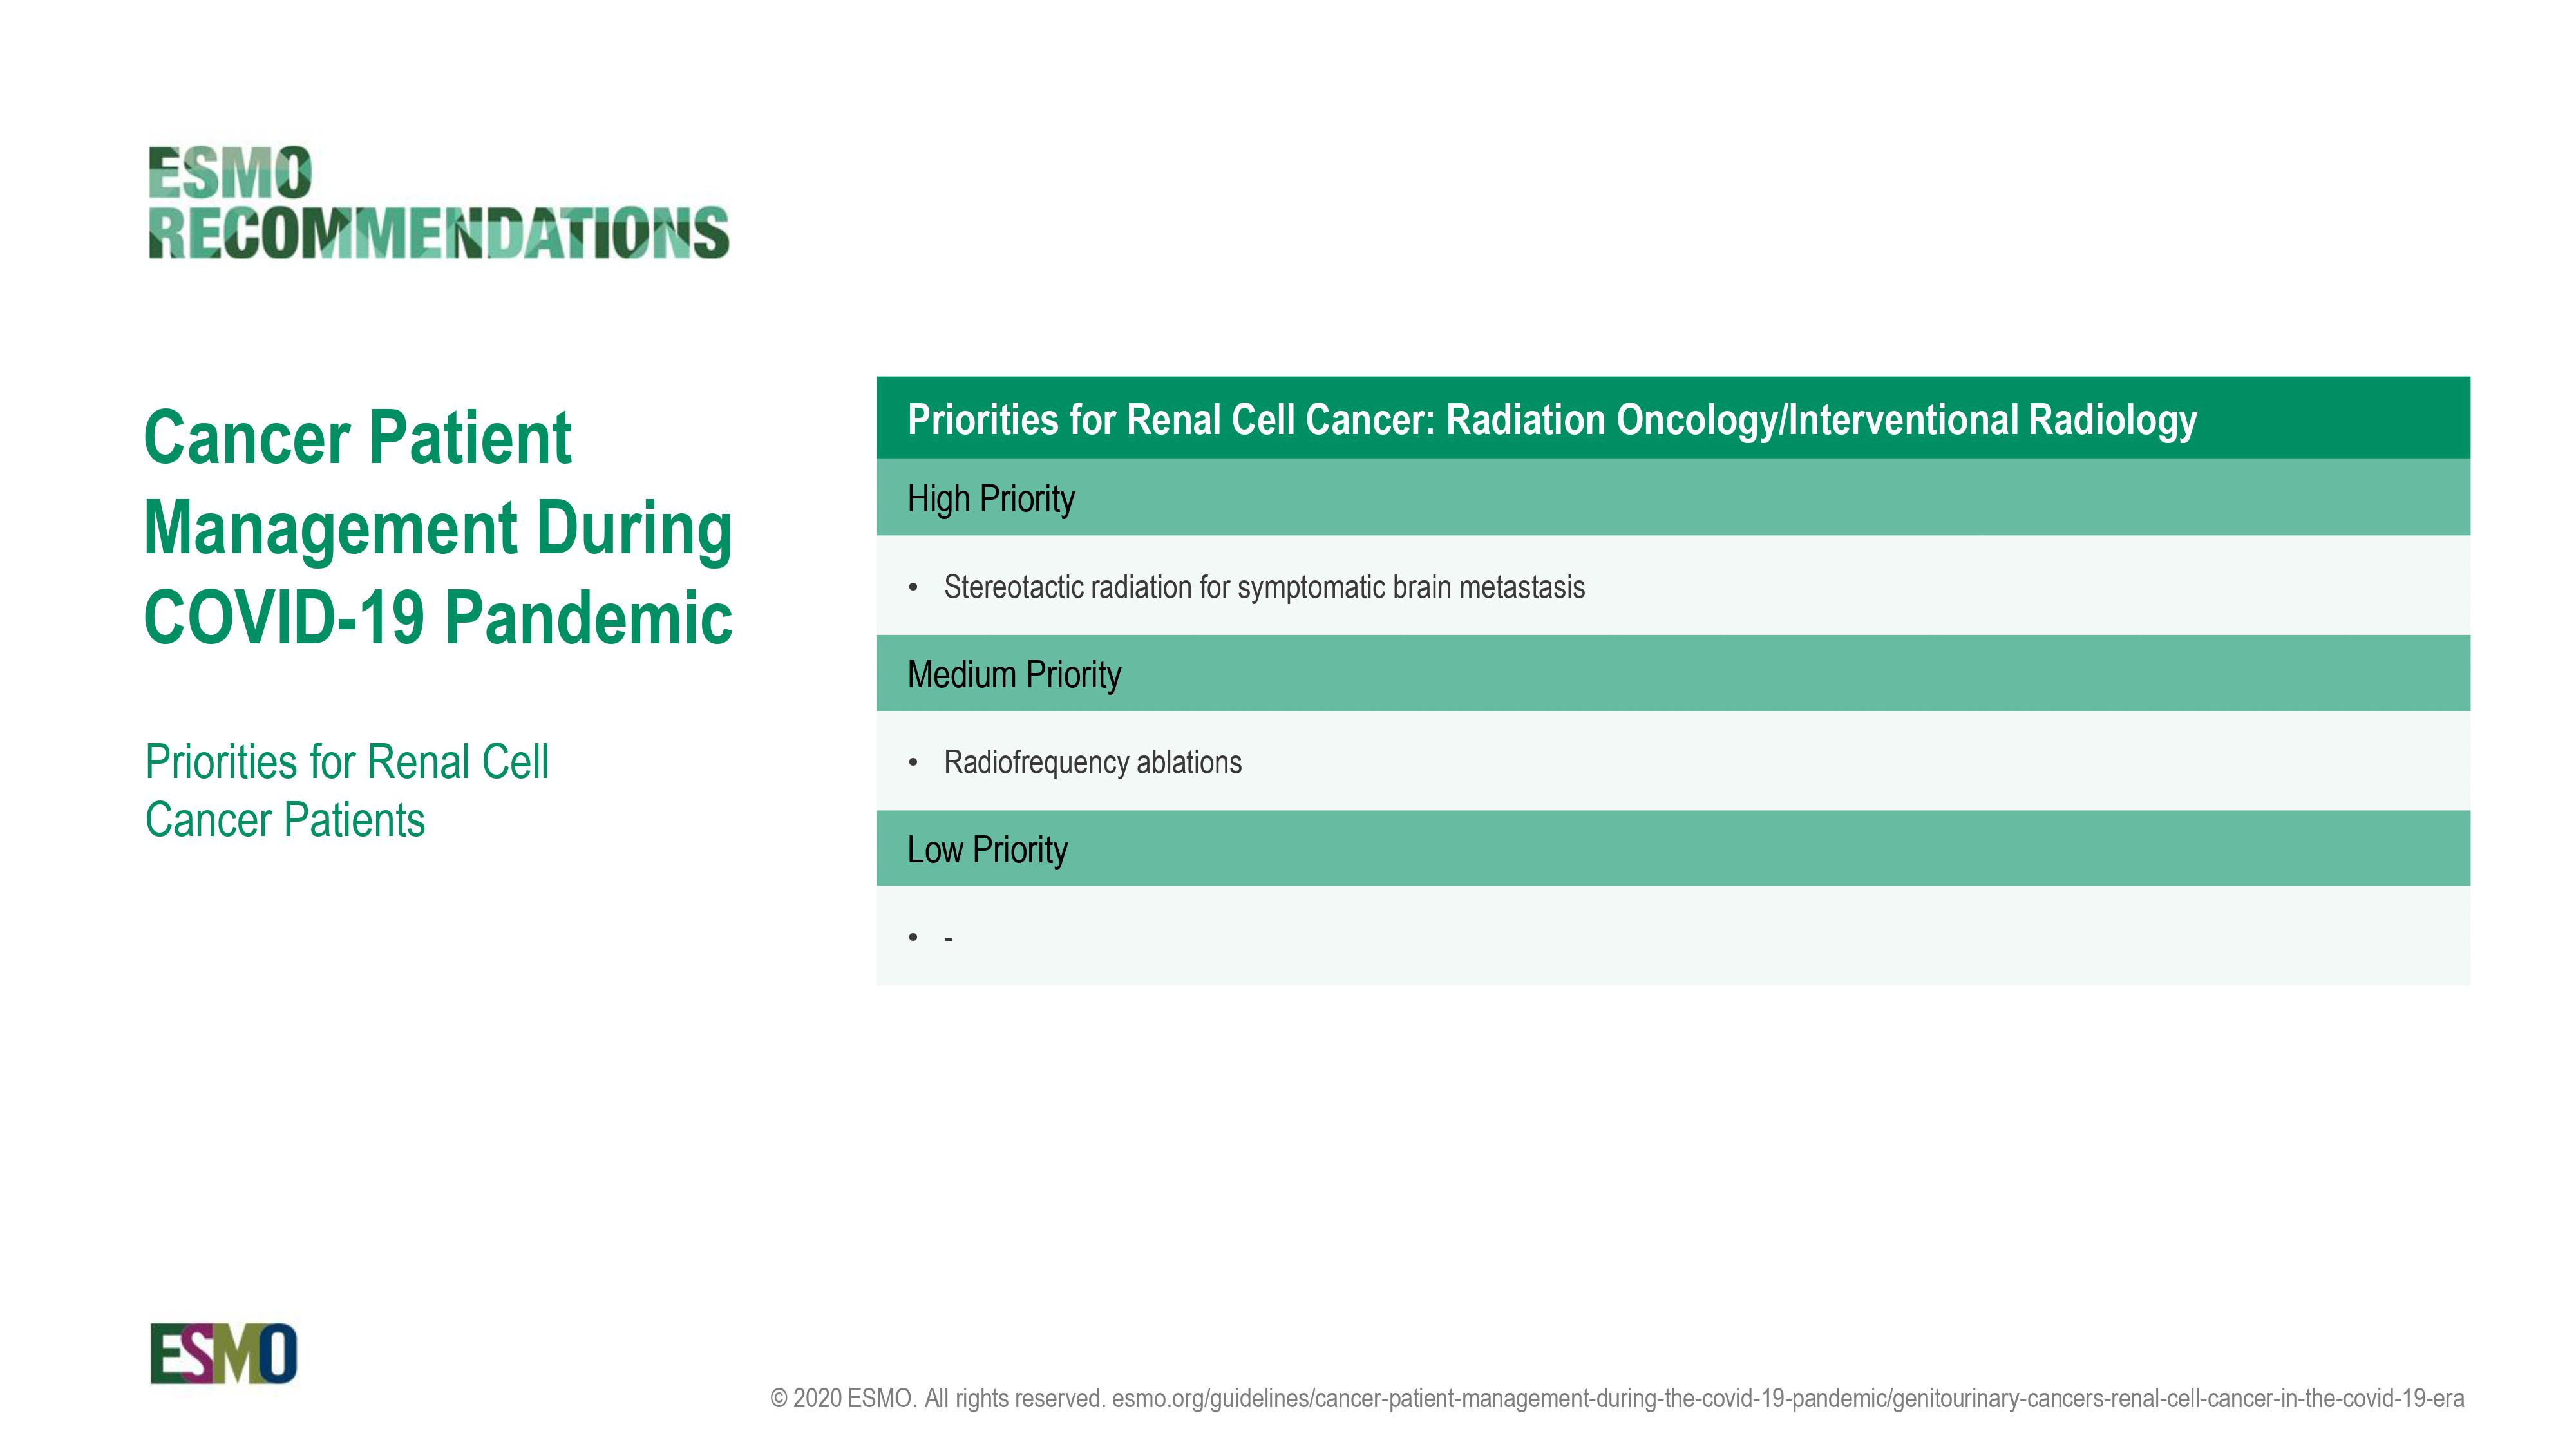 ESMO
RECOMMENDATIONS
Cancer Patient
Management During
COVID-19 Pandemic
Priorities for Renal Cell
Cancer Patients
Priorities for Renal Cell Cancer: Radiation Oncology/Interventional Radiology
High Priority
• Stereotactic radiation for symptomatic brain metastasis
Medium Priority
• Radiofrequency ablations
Low Priority
• -
ESMO
© 2020 ESMO. All rights reserved. esmo.org/guidelines/cancer-patient-management-during-the-covid-19-pandemic/genitourinary-cancers-renal-cell-cancer-in-the-covid-19-era